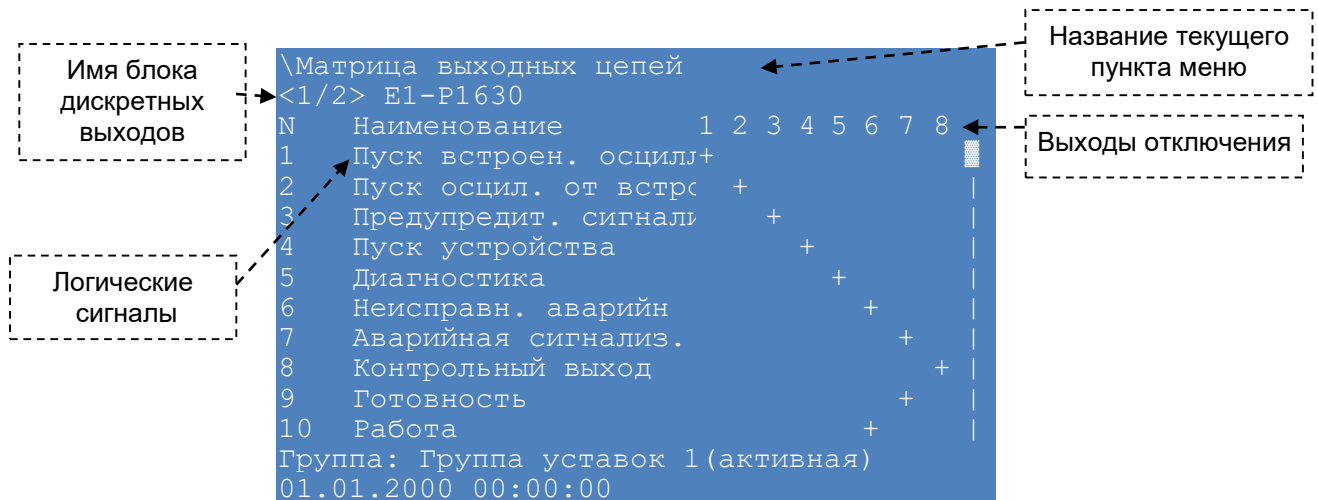 Имя блока
дискретных
выходов
Название текущего
пункта меню
Выходы отключения
Логические
сигналы
\Матрица выходных цепей
<1/2> E1-P1630
N Наименование 1 2 3 4 5 6 7 8
1 Пуск встроен. осцилл+
2 Пуск осцил. от встро +
3 Предупредит. сигнали +
4 Пуск устройства + |
5 Диагностика + |
6 Неисправн. аварийн + |
7 Аварийная сигнализ. + |
8 Контрольный выход + |
9 Готовность + |
10 Работа + |
Группа: Группа уставок 1(активная)
01.01.2000 00:00:00